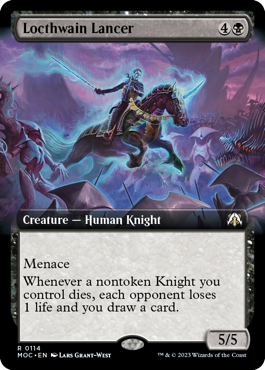 Locthwain Lancer 4
Creature — Human Knight
Menace
Whenever a nontoken Knight you
control dies, each opponent loses
1 life and you draw a card.
5/5
R 0114
MOC • EN Lars Grant-West
™ & © 2023 Wizards of the Coast